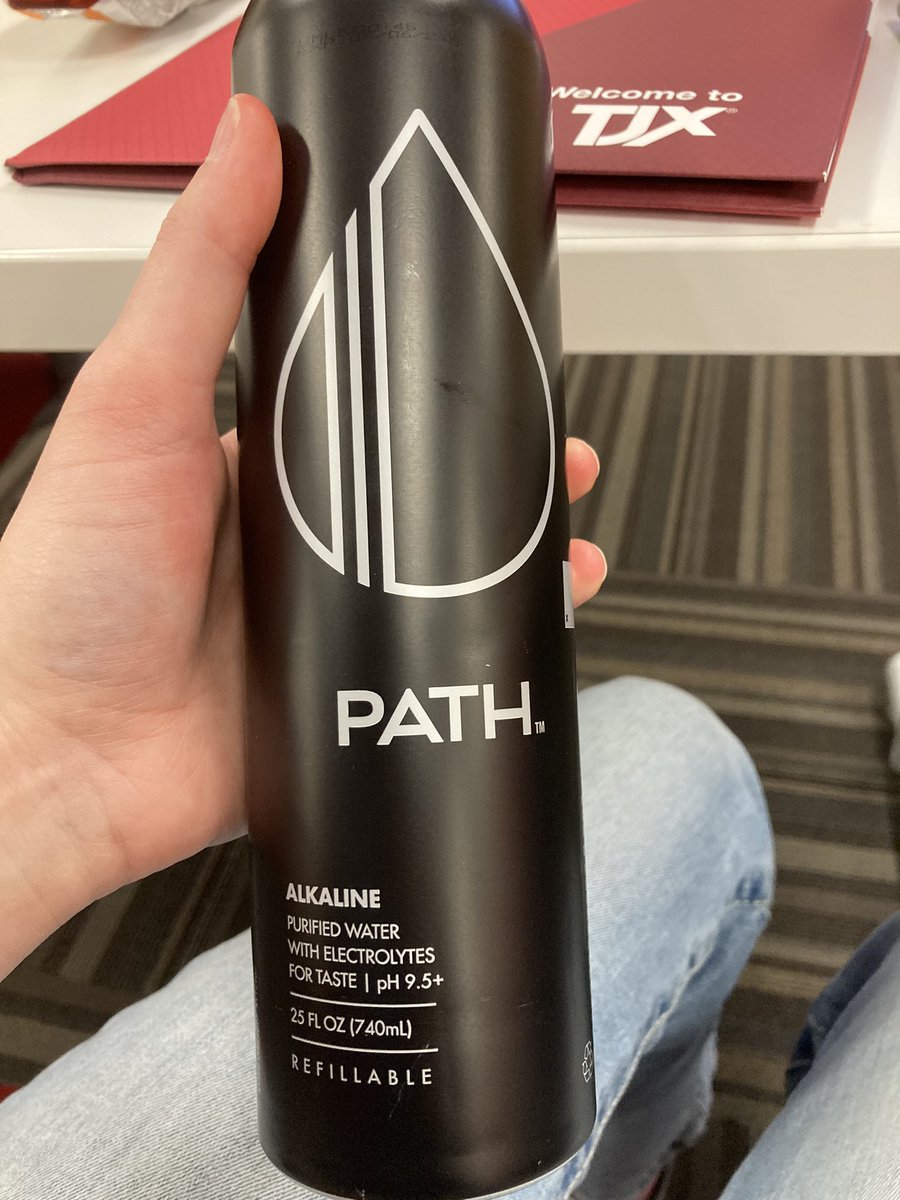 Welcome to
TJX®
PATH™
ALKALINE
PURIFIED WATER
WITH ELECTROLYTES
FOR TASTE | pH 9.5+
25 FL OZ (740mL)
REFILLABLE